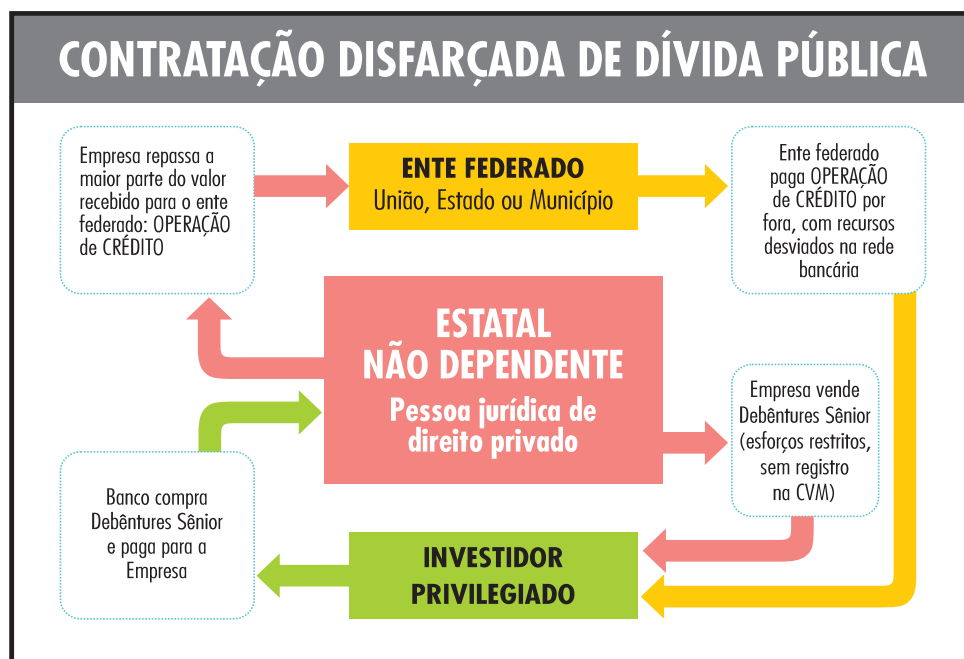 CONTRATAÇÃO DISFARÇADA DE DÍVIDA PÚBLICA
Empresa repassa a
maior parte do valor
recebido para o ente
federado: OPERAÇÃO
de CRÉDITO
ENTE FEDERADO
União, Estado ou Município
Ente federado
paga OPERAÇÃO
de CRÉDITO por
fora, com recursos
desviados na rede
bancária
ESTATAL
NÃO DEPENDENTE
Pessoa jurídica de
direito privado
Empresa vende
Debêntures Sênior
(esforços restritos,
sem registro
na CVM)
Banco compra
Debêntures Sênior
e paga para a
Empresa
INVESTIDOR
PRIVILEGIADO